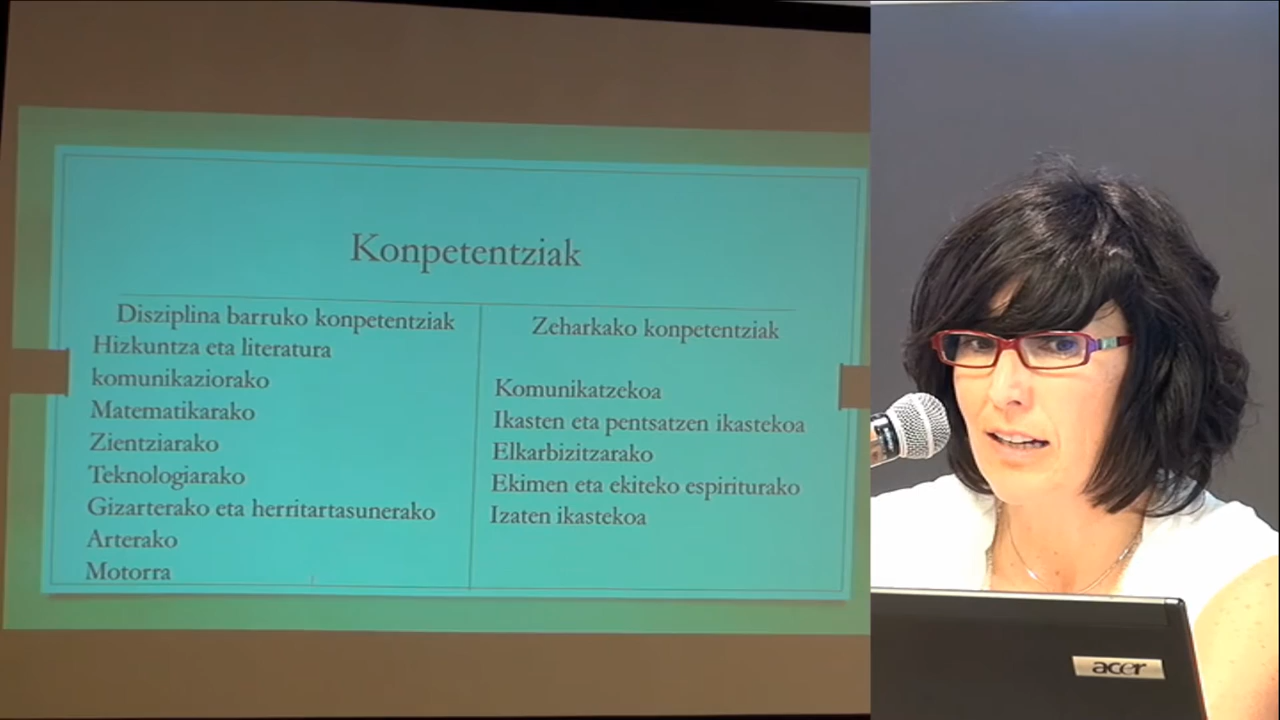 Konpetentziak
Disziplina barruko konpetentziak
Hizkuntza eta literatura
komunikaziorako
Matematikarako
Zientziarako
Teknologiarako
Gizarterako eta herritartasunerako
Arterako
Motorra
Zeharkako konpetentziak
Komunikatzekoa
Ikasten eta pentsatzen ikastekoa
Elkarbizitzarako
Ekimen eta ekiteko espiriturako
Izaten ikastekoa
acer